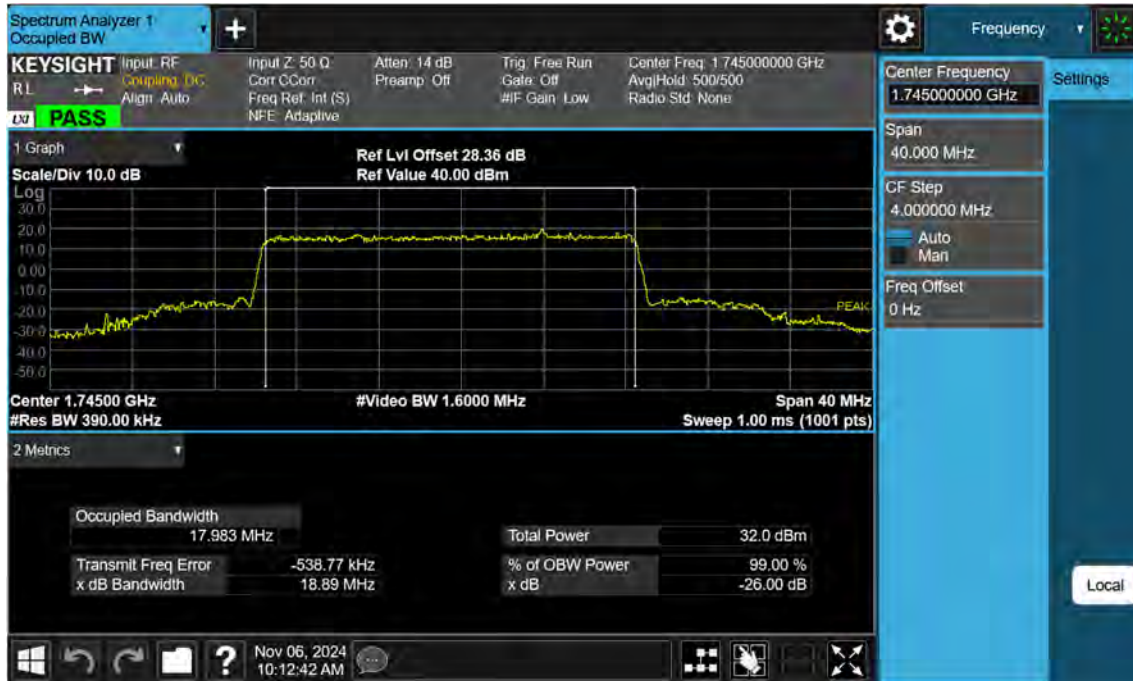 Spectrum Analyzer 1
Occupied BW
+
Frequency
KEYSIGHT
RL
LXI PASS
Input: RF
Coupling: DC
Align: Auto
Input Z: 50 Ω
Corr CCorr
Freq Ref: Int (S)
NFE: Adaptive
Atten: 14 dB
Preamp: Off
Trig: Free Run
Gate: Off
#IF Gain: Low
Center Freq: 1.745000000 GHz
Avg|Hold: 500/500
Radio Std: None
1 Graph
Scale/Div 10.0 dB
Ref Lvl Offset 28.36 dB
Ref Value 40.00 dBm
Log
30.0
20.0
10.0
0.00
-10.0
-20.0
-30.0
-40.0
-50.0
PEAK
Center 1.74500 GHz
#Video BW 1.6000 MHz
Span 40 MHz
#Res BW 390.00 kHz
Sweep 1.00 ms (1001 pts)
2 Metrics
Occupied Bandwidth
17.983 MHz
Total Power 32.0 dBm
Transmit Freq Error -538.77 kHz
% of OBW Power 99.00 %
x dB Bandwidth 18.89 MHz
x dB -26.00 dB
Center Frequency
1.745000000 GHz
Settings
Span
40.000 MHz
CF Step
4.000000 MHz
Auto
Man
Freq Offset
0 Hz
Local
?
Nov 06, 2024
10:12:42 AM